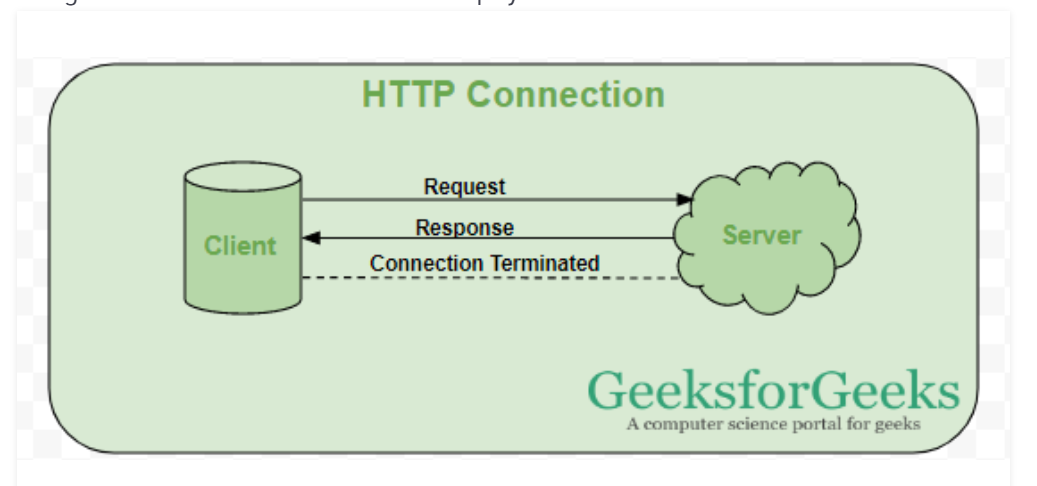 HTTP Connection
Request
Response
Client
Server
Connection Terminated
GeeksforGeeks
A computer science portal for geeks